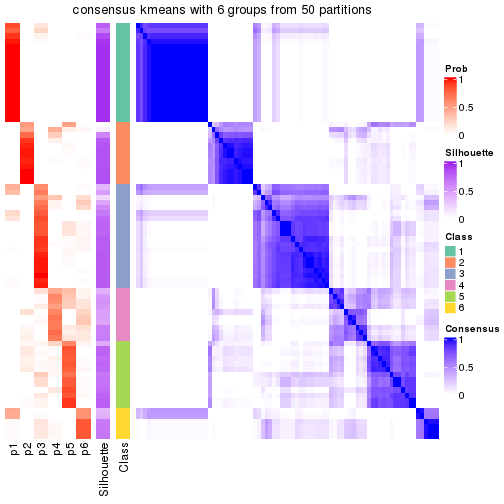 consensus kmeans with 6 groups from 50 partitions
Prob
1
0.5
0
Silhouette
1
0.5
0
Class
1
2
3
4
5
6
Consensus
1
0.5
0
p1
p2
p3
p4
p5
p6
Silhouette
Class